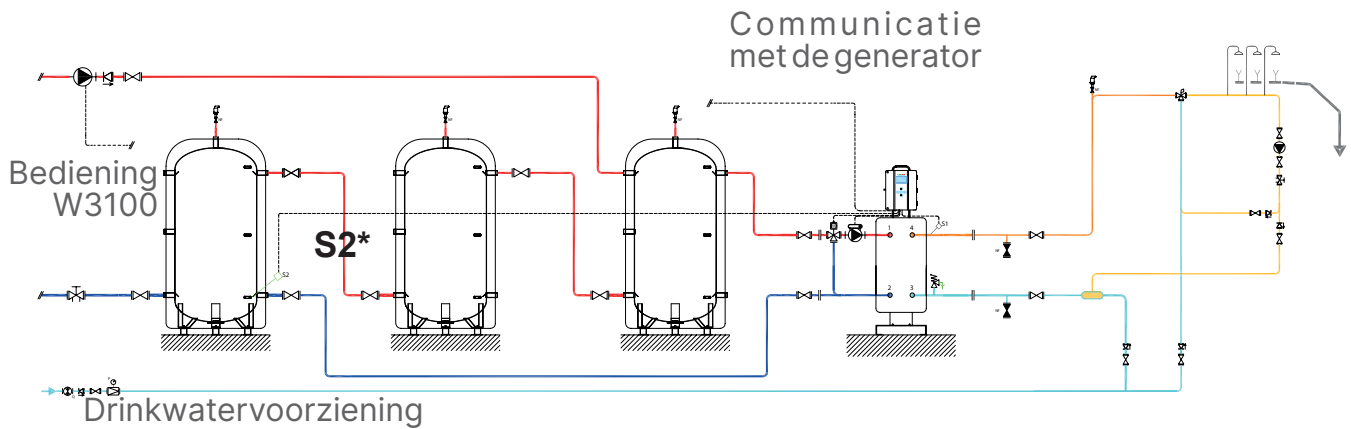 Communicatie
met de generator
Bediening
W3100
S2*
S2
S1
1
4
2
3
Drinkwatervoorziening